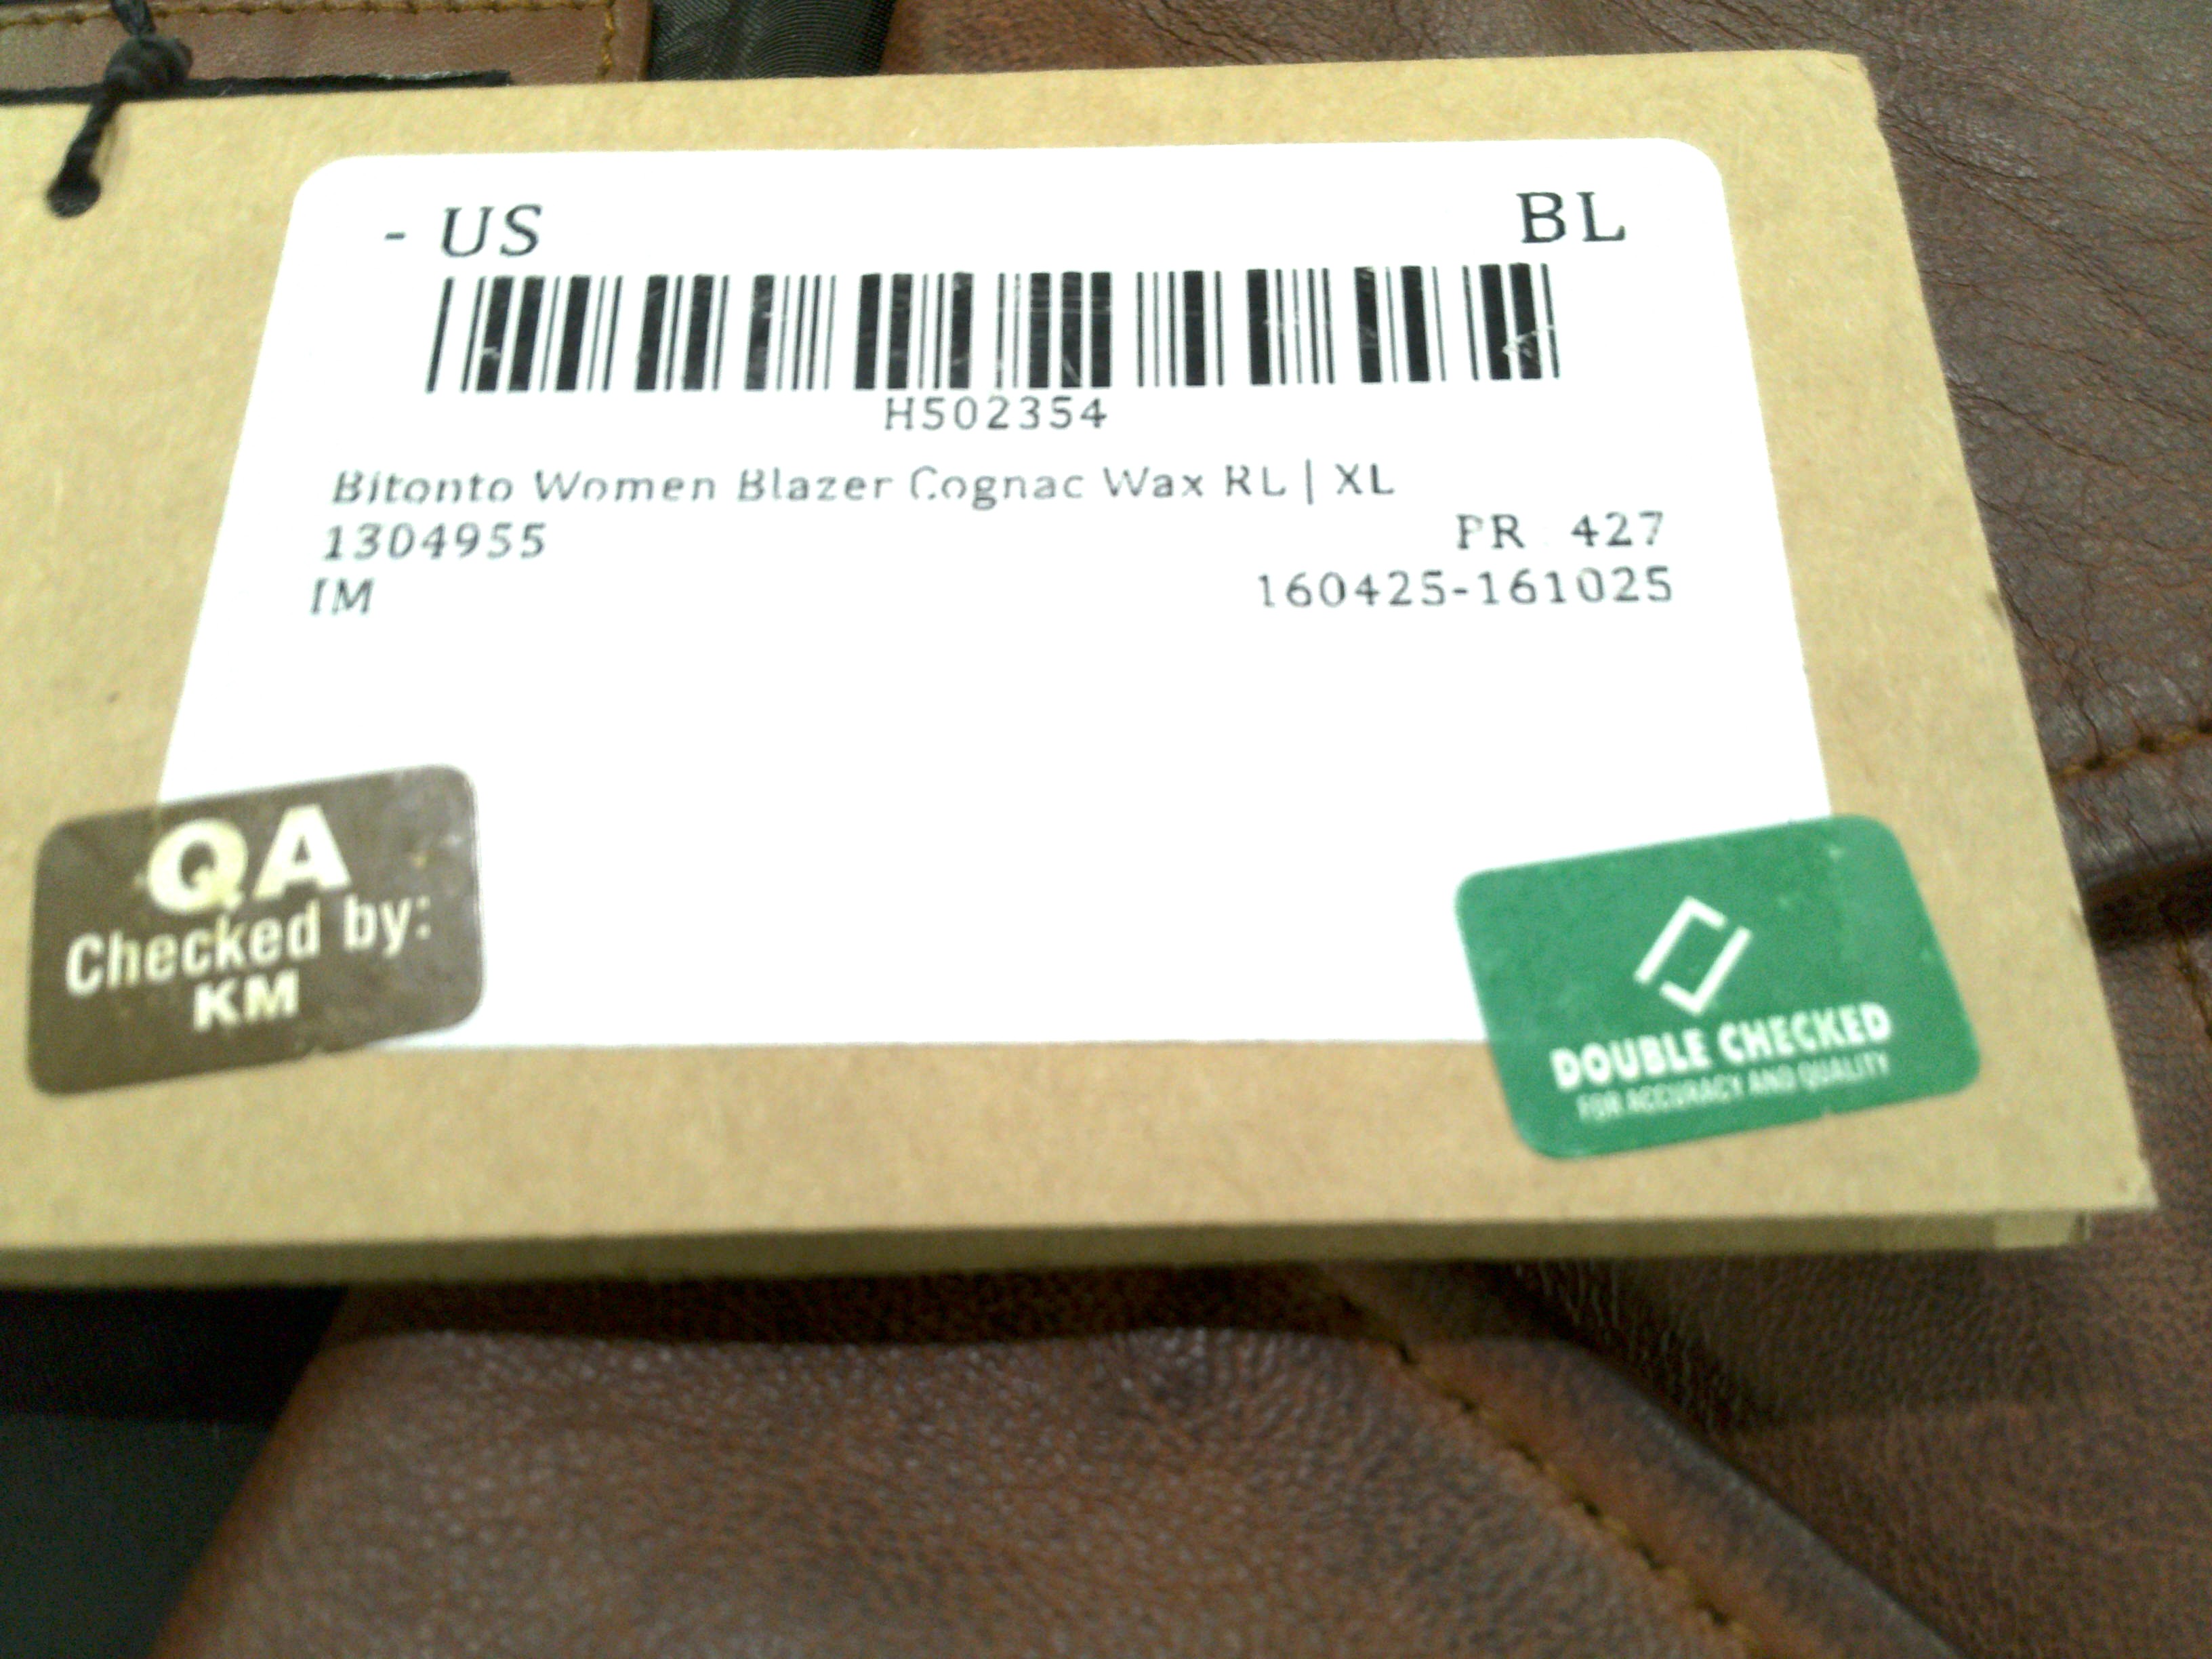 - US BL
H502354
Bitonto Women Blazer Cognac Wax RL | XL
1304955 PR 427
IM 160425-161025
QA
Checked by:
KM
DOUBLE CHECKED
FOR ACCURACY AND QUALITY